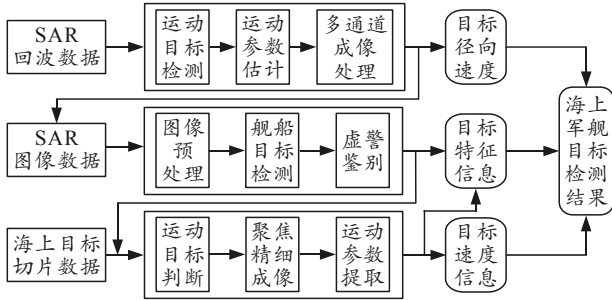 SAR
回波数据
运动
目标
检测
运动
参数
估计
多通道
成像
处理
目标
径向
速度
SAR
图像数据
图像
预
处理
舰船
目标
检测
虚警
鉴别
目标
特征
信息
海上
军舰
目标
检测
结果
海上目标
切片数据
运动
目标
判断
聚焦
精细
成像
运动
参数
提取
目标
速度
信息